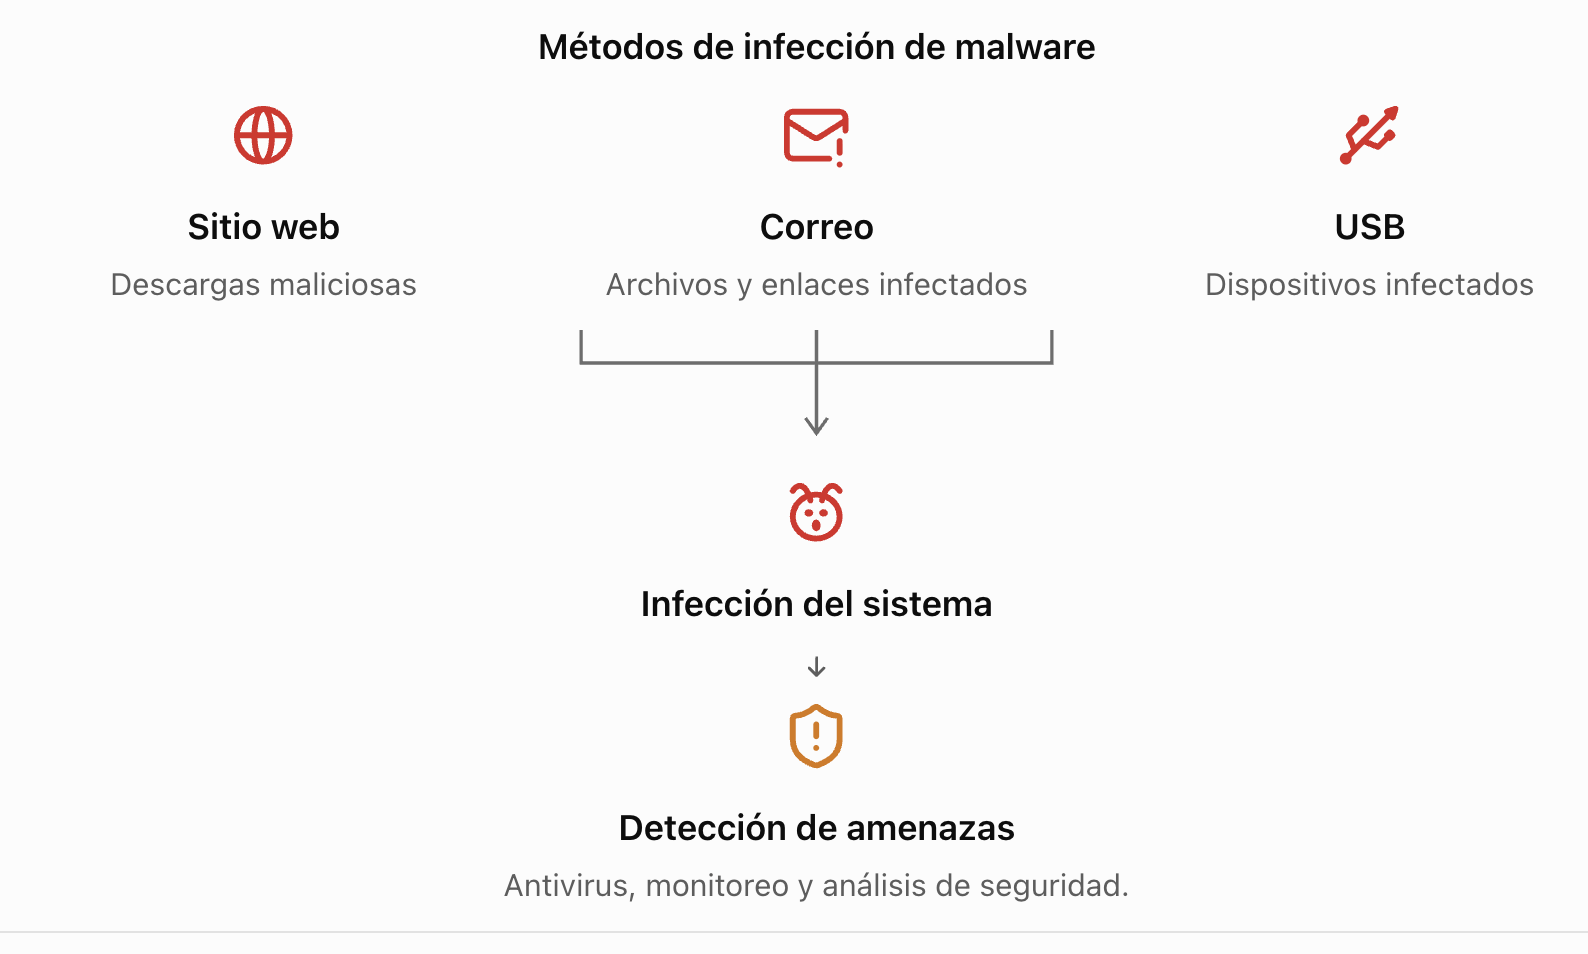 Métodos de infección de malware
Sitio web
Correo
USB
Descargas maliciosas
Archivos y enlaces infectados
Dispositivos infectados
Infección del sistema
Detección de amenazas
Antivirus, monitoreo y análisis de seguridad.